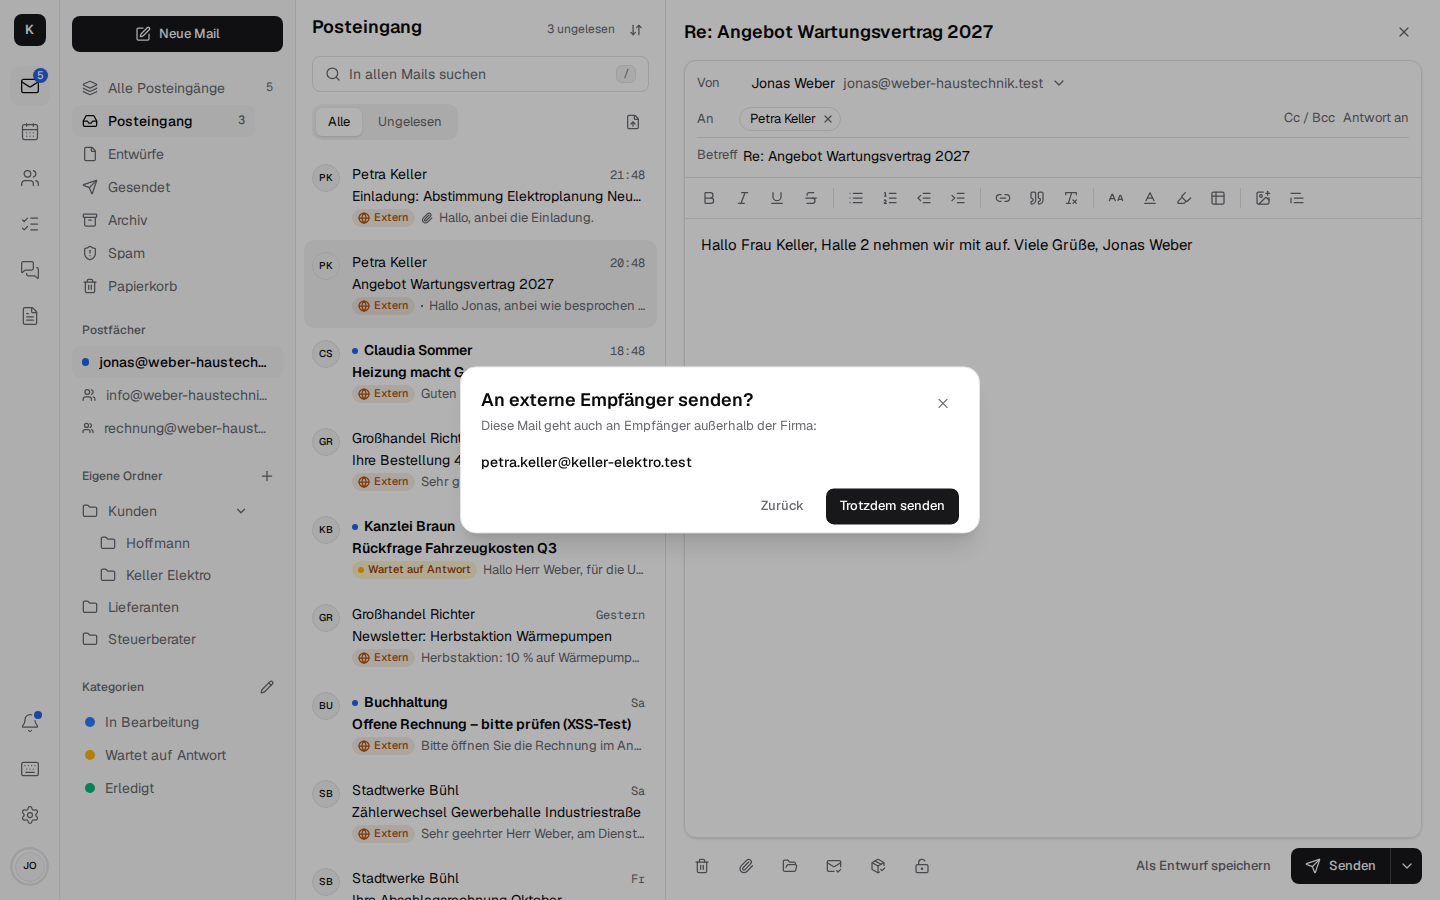 K
5
Neue Mail
Alle Posteingänge 5
Posteingang 3
Entwürfe
Gesendet
Archiv
Spam
Papierkorb
Postfächer
jonas@weber-haustech...
info@weber-haustechni...
rechnung@weber-haust...
Eigene Ordner
Kunden
Hoffmann
Keller Elektro
Lieferanten
Steuerberater
Kategorien
In Bearbeitung
Wartet auf Antwort
Erledigt
JO
Posteingang 3 ungelesen
In allen Mails suchen /
Alle Ungelesen
PK Petra Keller 21:48
Einladung: Abstimmung Elektroplanung Neu...
Extern Hallo, anbei die Einladung.
PK Petra Keller 20:48
Angebot Wartungsvertrag 2027
Extern · Hallo Jonas, anbei wie besprochen ...
CS Claudia Sommer 18:48
Heizung macht G
Extern Guten
GR Großhandel Richt
Ihre Bestellung 4
Extern Sehr g
KB Kanzlei Braun
Rückfrage Fahrzeugkosten Q3
Wartet auf Antwort Hallo Herr Weber, für die U...
GR Großhandel Richter Gestern
Newsletter: Herbstaktion Wärmepumpen
Extern Herbstaktion: 10 % auf Wärmepump...
BU Buchhaltung Sa
Offene Rechnung – bitte prüfen (XSS-Test)
Extern Bitte öffnen Sie die Rechnung im An...
SB Stadtwerke Bühl Sa
Zählerwechsel Gewerbehalle Industriestraße
Extern Sehr geehrter Herr Weber, am Dienst...
SB Stadtwerke Bühl Fr
Ihre Abschlagsrechnung Oktober
Re: Angebot Wartungsvertrag 2027
Von Jonas Weber jonas@weber-haustechnik.test
An Petra Keller Cc / Bcc Antwort an
Betreff Re: Angebot Wartungsvertrag 2027
Hallo Frau Keller, Halle 2 nehmen wir mit auf. Viele Grüße, Jonas Weber
An externe Empfänger senden?
Diese Mail geht auch an Empfänger außerhalb der Firma:
petra.keller@keller-elektro.test
Zurück Trotzdem senden
Als Entwurf speichern Senden